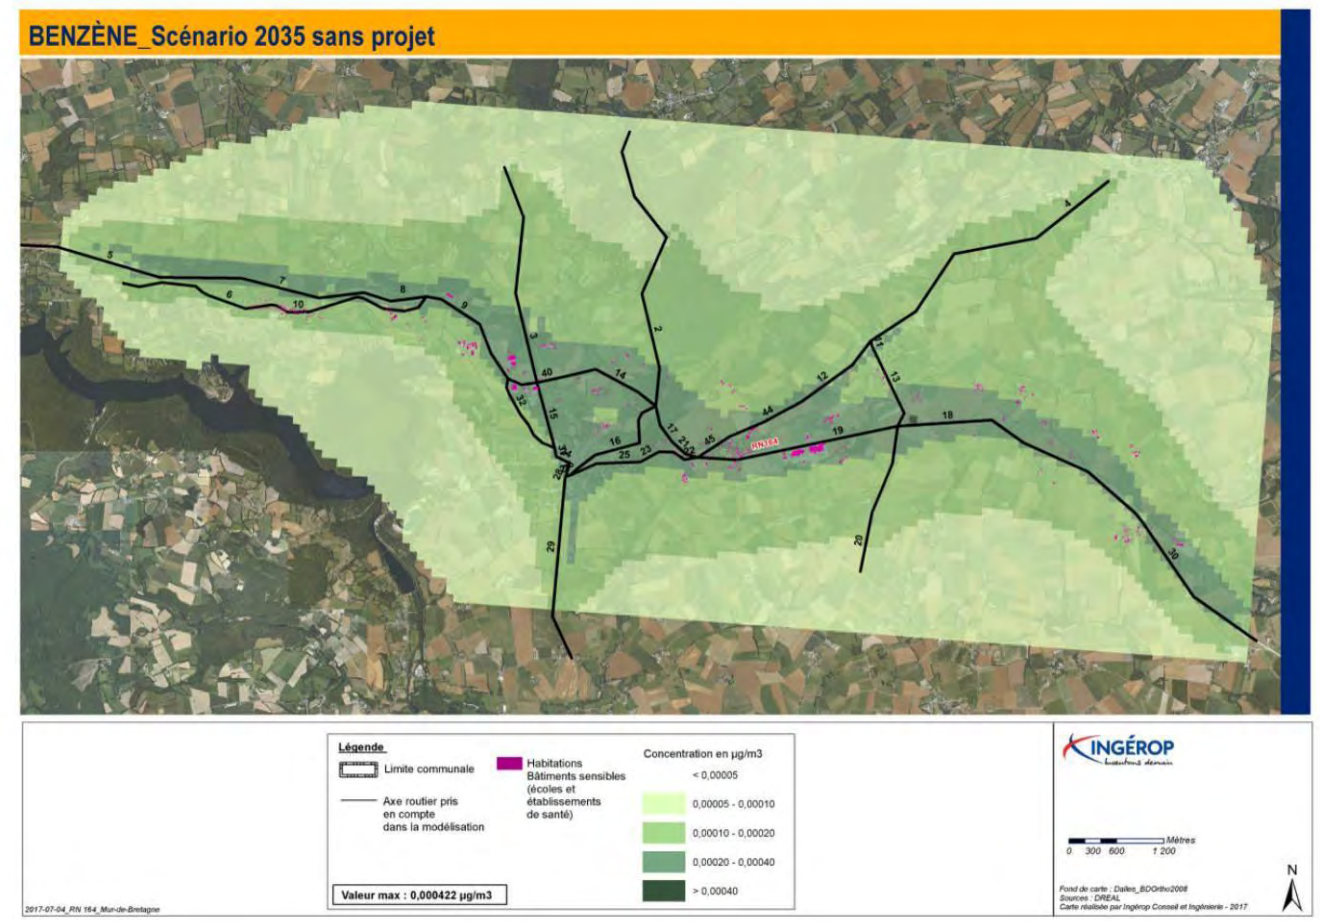 BENZÈNE_Scénario 2035 sans projet
4
2
5
3
7
6
10
8
9
11
12
13
14
40
32
15
44
18
17
16
45
21
22
RN164
19
25
23
28
20
29
30
Légende
Limite communale
Axe routier pris
en compte
dans la modélisation
Valeur max : 0,000422 µg/m3
Habitations
Bâtiments sensibles
(écoles et
établissements
de santé)
Concentration en µg/m3
< 0,00005
0,00005 - 0,00010
0,00010 - 0,00020
0,00020 - 0,00040
> 0,00040
INGÉROP
Inventons demain
Mètres
0 300 600 1 200
N
Fond de carte : Dalles_BDOrtho2008
Sources : DREAL
Carte réalisée par Ingérop Conseil et Ingénierie - 2017
2017-07-04_RN 164_Mur-de-Bretagne